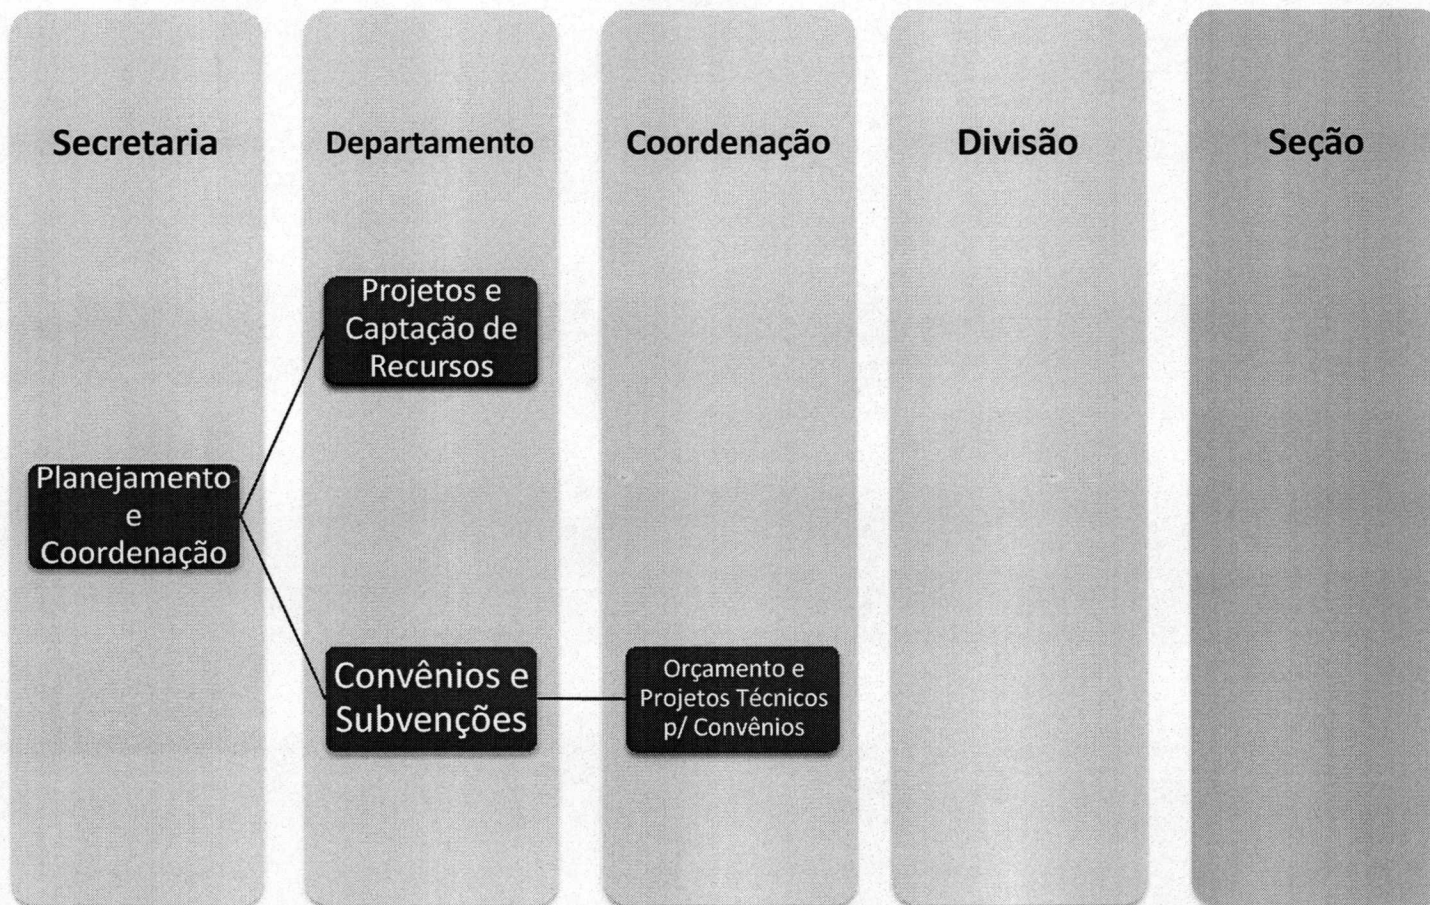 Secretaria
Departamento
Coordenação
Divisão
Seção
Projetos e
Captação de
Recursos
Planejamento
e
Coordenação
Convênios e
Subvenções
Orçamento e
Projetos Técnicos
p/ Convênios